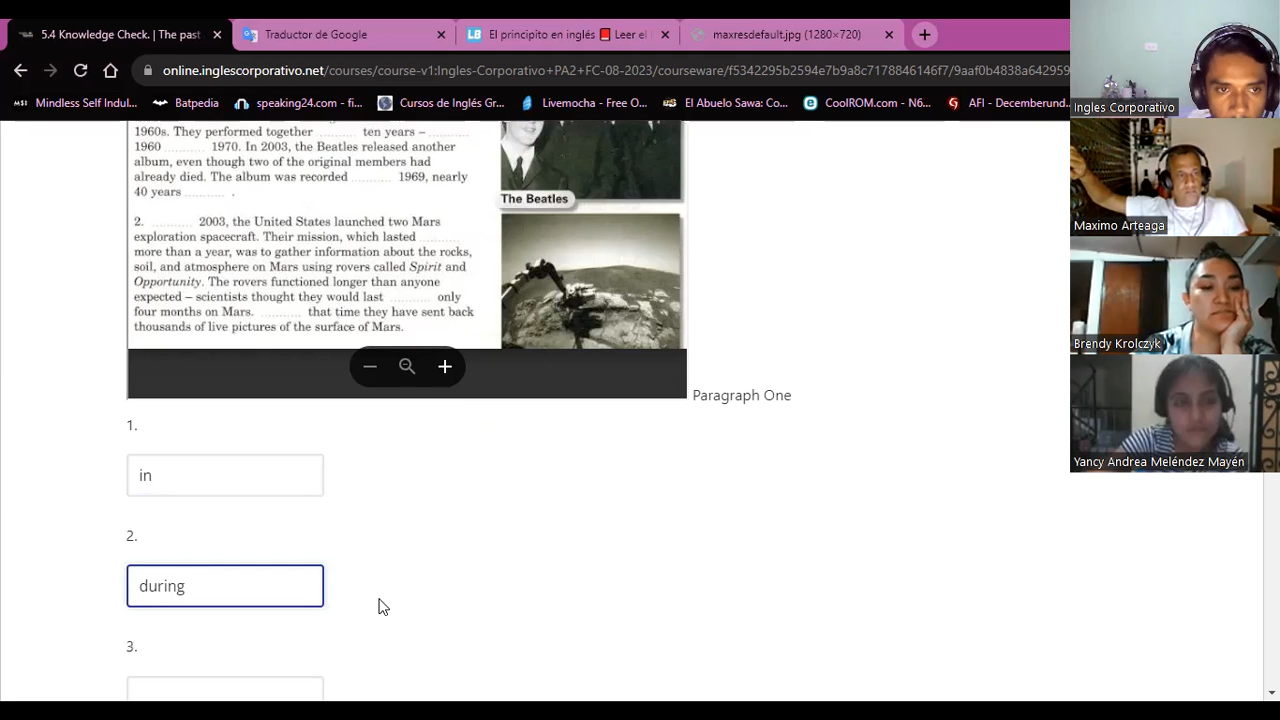 5.4 Knowledge Check. | The past
Traductor de Google
El principito en inglés 📕 Leer el
maxresdefault.jpg (1280×720)
online.inglescorporativo.net/courses/course-v1:Ingles-Corporativo+PA2+FC-08-2023/courseware/f5342295b2594e7b9a8c7178846146f7/9aaf0b4838a642959
Mindless Self Indul...
Batpedia
speaking24.com - fi...
Cursos de Inglés Gr...
Livemocha - Free O...
El Abuelo Sawa: Co...
CoolROM.com - N6...
AFI - Decemberund...
Ingles Corporativo
Maximo Arteaga
Brendy Krolczyk
Yancy Andrea Meléndez Mayén
1960s. They performed together .......... ten years – ..........
1960 .......... 1970. In 2003, the Beatles released another
album, even though two of the original members had
already died. The album was recorded .......... 1969, nearly
40 years .......... .
The Beatles
2. .......... 2003, the United States launched two Mars
exploration spacecraft. Their mission, which lasted ..........
more than a year, was to gather information about the rocks,
soil, and atmosphere on Mars using rovers called Spirit and
Opportunity. The rovers functioned longer than anyone
expected – scientists thought they would last .......... only
four months on Mars. .......... that time they have sent back
thousands of live pictures of the surface of Mars.
Paragraph One
1.
in
2.
during
3.